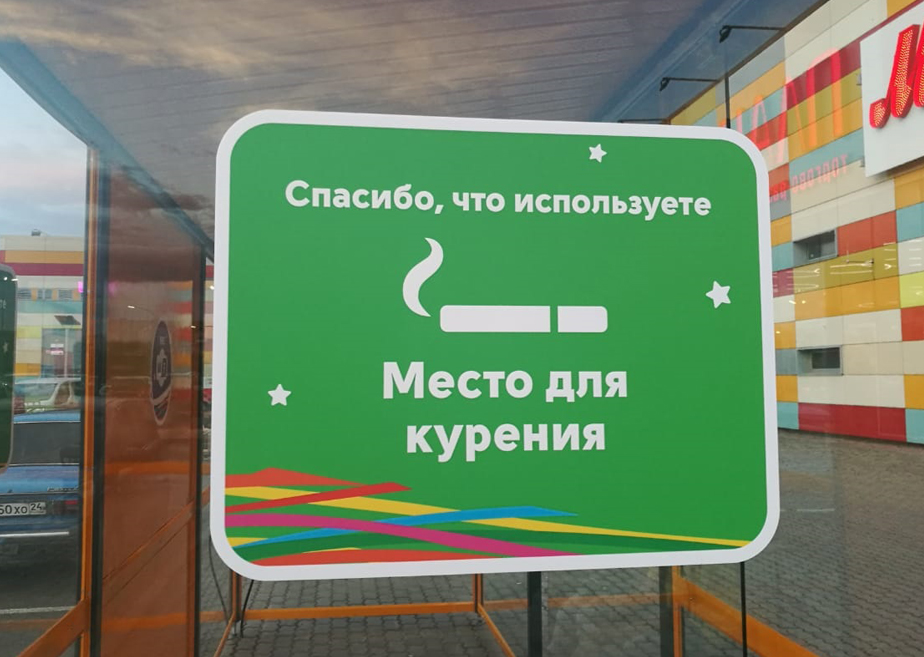 Спасибо, что используете
Место для
курения